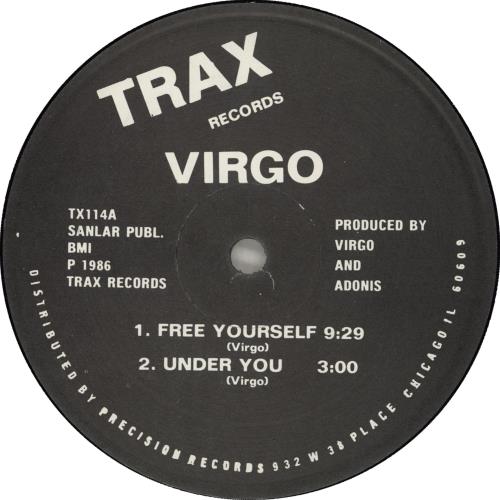 TRAX
RECORDS
VIRGO
TX114A
SANLAR PUBL.
BMI
P 1986
TRAX RECORDS
PRODUCED BY
VIRGO
AND
ADONIS
1. FREE YOURSELF 9:29
(Virgo)
2. UNDER YOU 3:00
(Virgo)
DISTRIBUTED BY PRECISION RECORDS 932 W 38 PLACE CHICAGO IL 60609